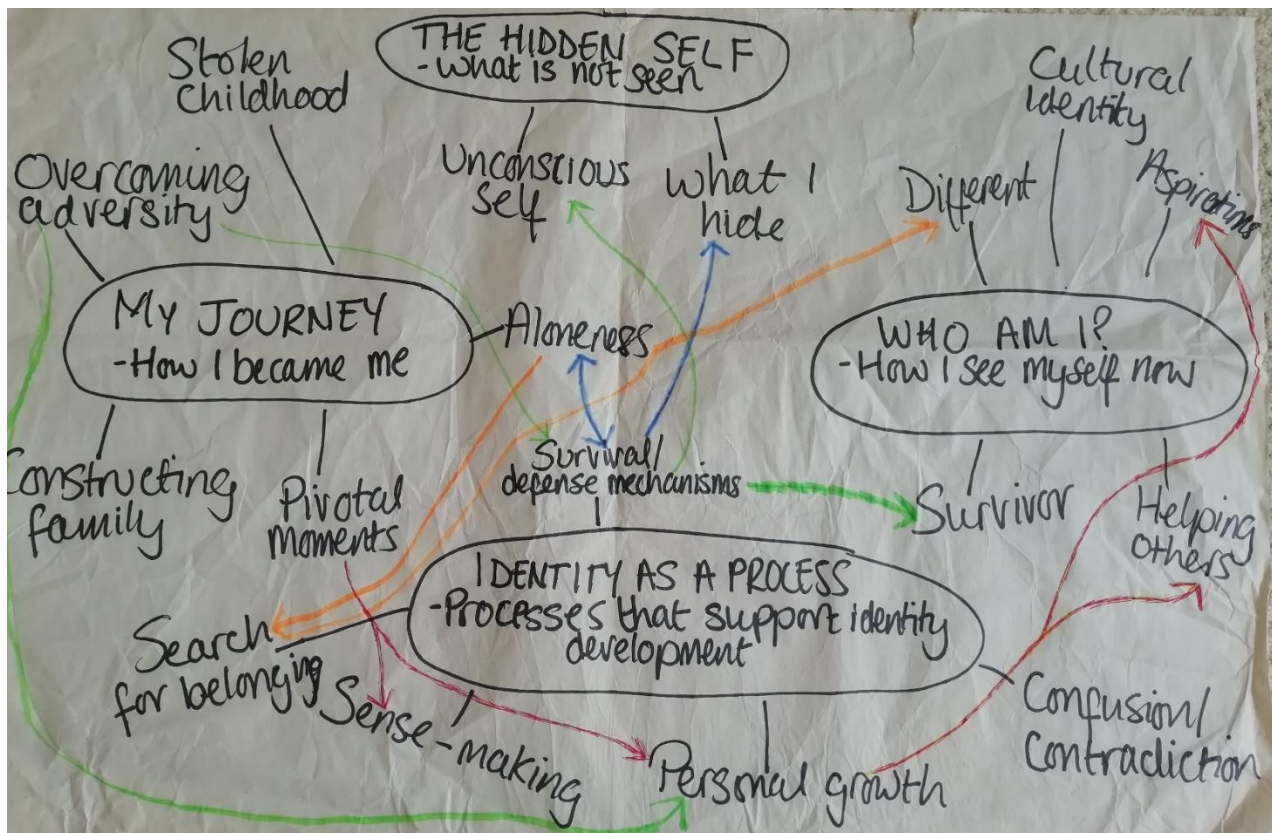 THE HIDDEN SELF
- What is not seen
Stolen
Childhood
Cultural
Identity
Overcoming
adversity
Unconscious
self
What I
hide
Different
Aspirations
MY JOURNEY
- How I became me
Aloneness
WHO AM I?
- How I see myself now
Constructing
family
Pivotal
moments
Survival/
defense mechanisms
Survivor
Helping
Others
IDENTITY AS A PROCESS
- Processes that support identity
development
Search
for belonging
Sense-making
Personal growth
Confusion/
Contradiction